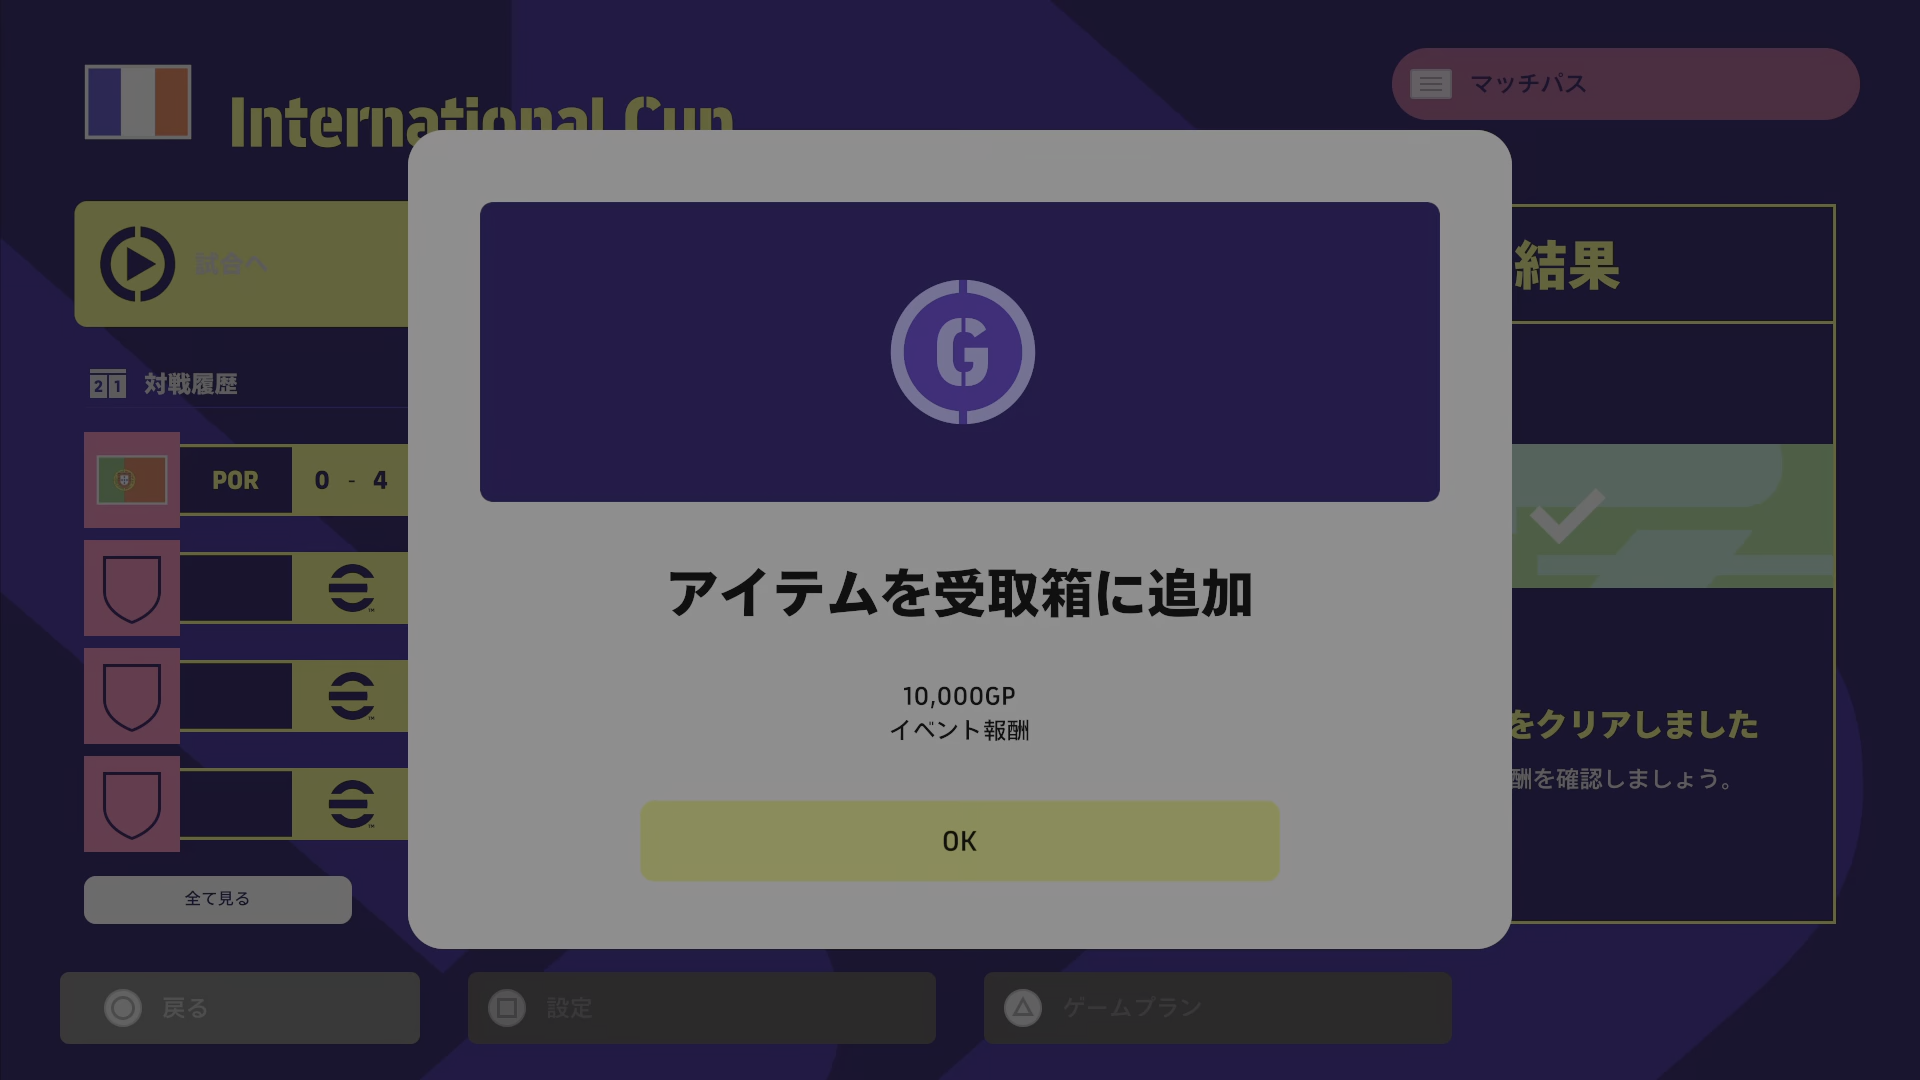 International Cup
マッチパス
試合へ
結果
21 対戦履歴
POR 0 - 4
G
アイテムを受取箱に追加
10,000GP
イベント報酬
をクリアしました
酬を確認しましょう。
OK
全て見る
戻る
設定
ゲームプラン